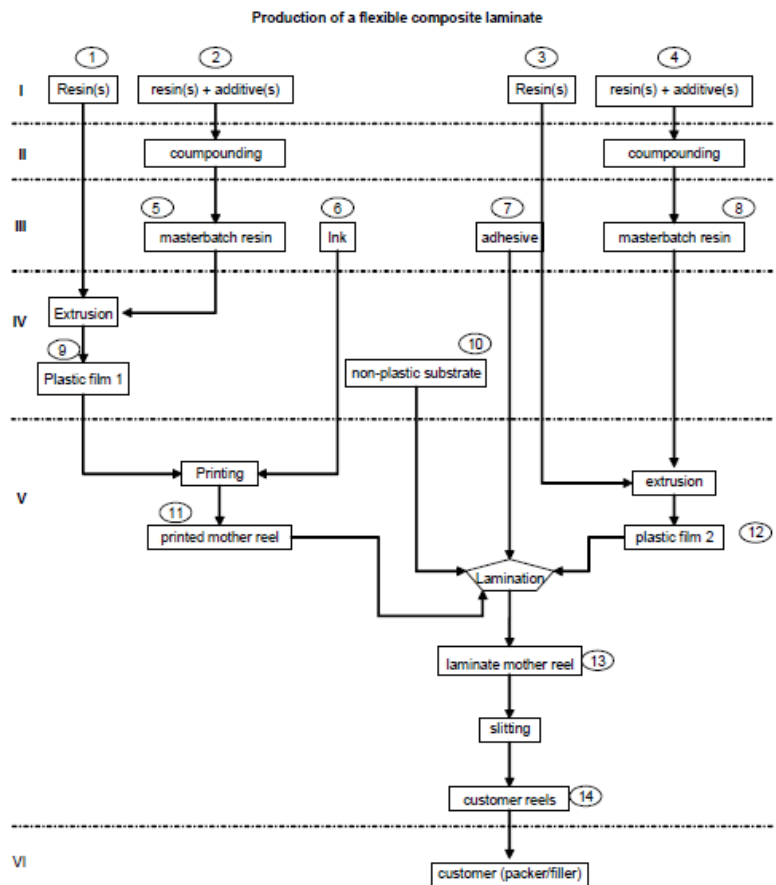 Production of a flexible composite laminate
1
2
3
4
I
Resin(s)
resin(s) + additive(s)
Resin(s)
resin(s) + additive(s)
II
coumpounding
coumpounding
5
6
7
8
III
masterbatch resin
Ink
adhesive
masterbatch resin
IV
Extrusion
9
10
Plastic film 1
non-plastic substrate
V
Printing
extrusion
11
printed mother reel
plastic film 2
12
Lamination
laminate mother reel
13
slitting
customer reels
14
VI
customer (packer/filler)